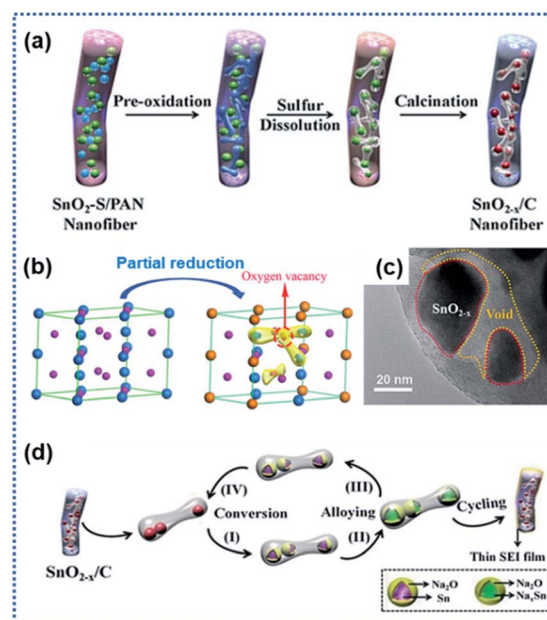 (a)
Pre-oxidation
Sulfur
Dissolution
Calcination
SnO2-S/PAN
Nanofiber
SnO2-x/C
Nanofiber
(b)
Partial reduction
Oxygen vacancy
(c)
SnO2-x
Void
20 nm
(d)
SnO2-x/C
(IV)
Conversion
(I)
(III)
Alloying
(II)
Cycling
Thin SEI film
Na2O
Sn
Na2O
NaxSn